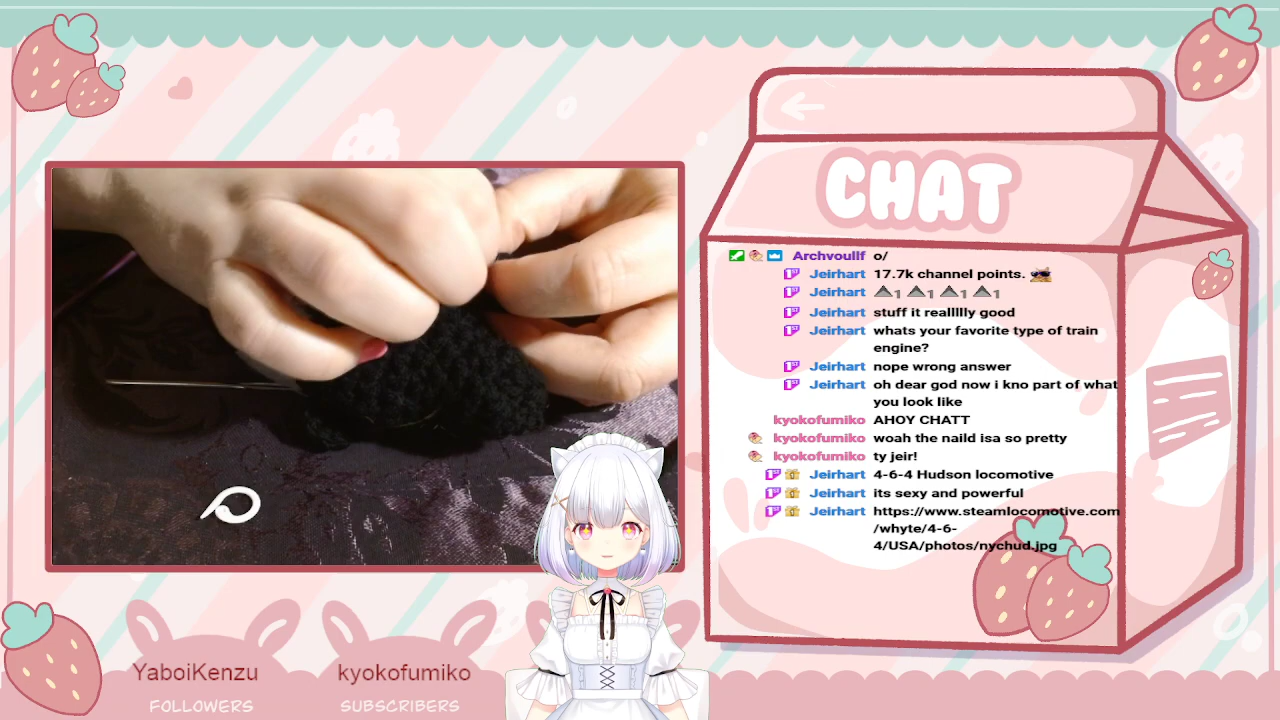 CHAT
Archvoullf o/
Jeirhart 17.7k channel points.
Jeirhart 1 1 1 1
Jeirhart stuff it reallllly good
Jeirhart whats your favorite type of train
engine?
Jeirhart nope wrong answer
Jeirhart oh dear god now i kno part of what
you look like
kyokofumiko AHOY CHATT
kyokofumiko woah the naild isa so pretty
kyokofumiko ty jeir!
Jeirhart 4-6-4 Hudson locomotive
Jeirhart its sexy and powerful
Jeirhart https://www.steamlocomotive.com
/whyte/4-6-
4/USA/photos/nychud.jpg
YaboiKenzu kyokofumiko
FOLLOWERS SUBSCRIBERS